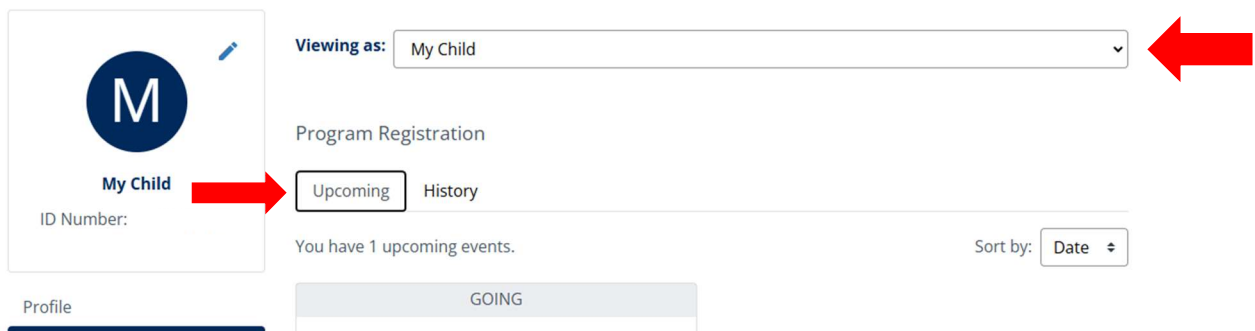 M
My Child
ID Number:
Profile
Viewing as: My Child
Program Registration
Upcoming History
You have 1 upcoming events. Sort by: Date
GOING